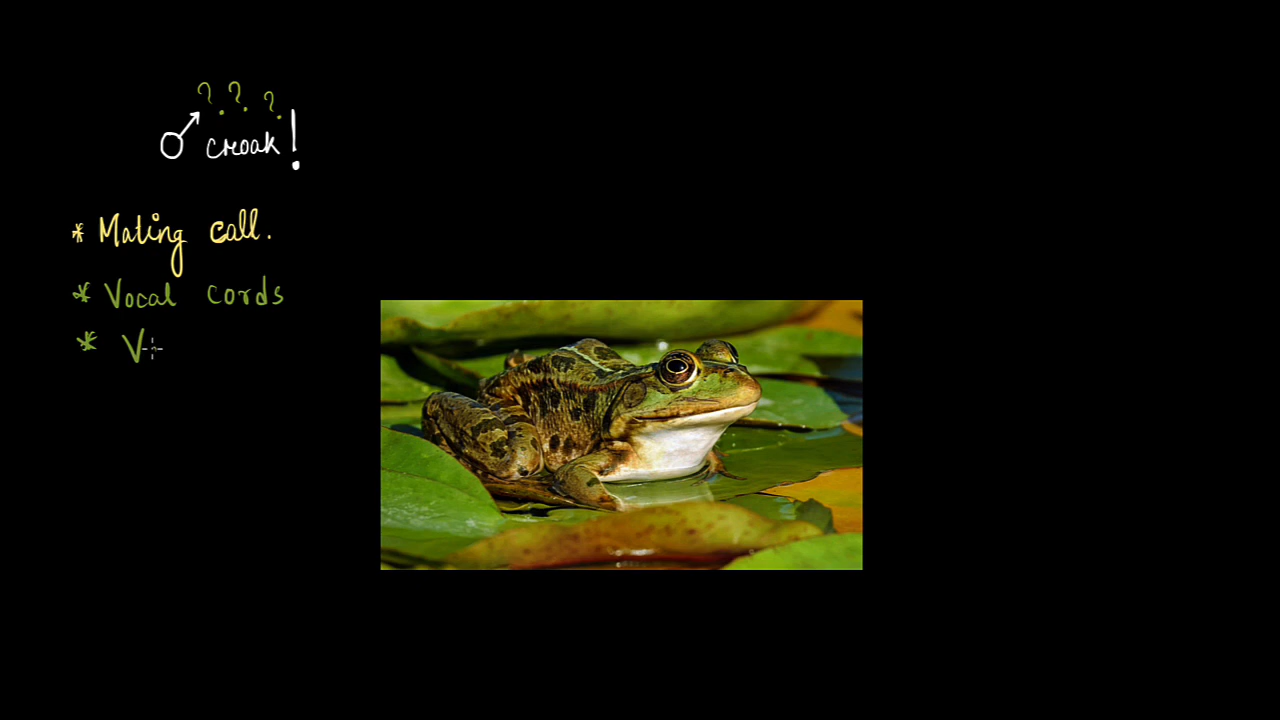 ? ? ?
♂ croak!
* Mating call.
* Vocal cords
* V